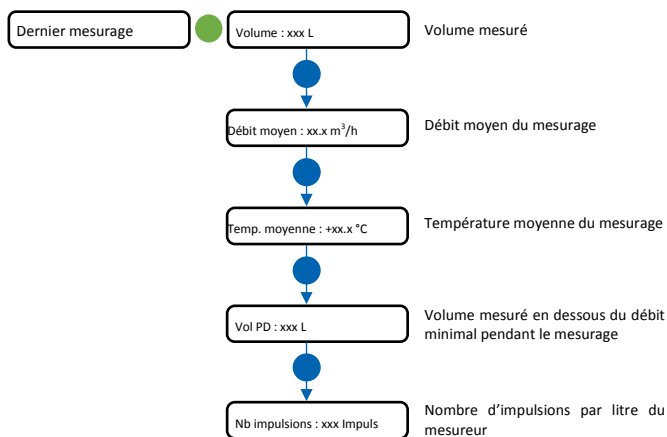 Dernier mesurage
Volume : xxx L
Volume mesuré
Débit moyen : xx.x m³/h
Débit moyen du mesurage
Temp. moyenne : +xx.x °C
Température moyenne du mesurage
Vol PD : xxx L
Volume mesuré en dessous du débit
minimal pendant le mesurage
Nb impulsions : xxx Impuls
Nombre d’impulsions par litre du
mesureur